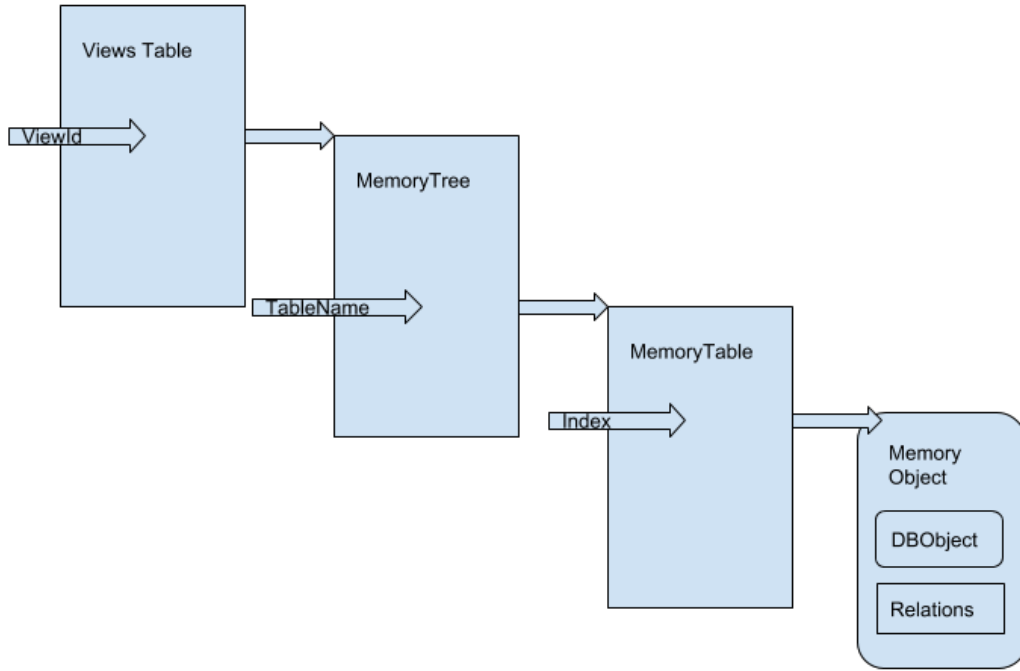 Views Table
ViewId
MemoryTree
TableName
MemoryTable
Index
Memory
Object
DBObject
Relations